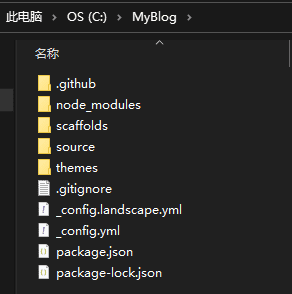 此电脑 > OS (C:) > MyBlog >
名称
.github
node_modules
scaffolds
source
themes
.gitignore
_config.landscape.yml
_config.yml
package.json
package-lock.json